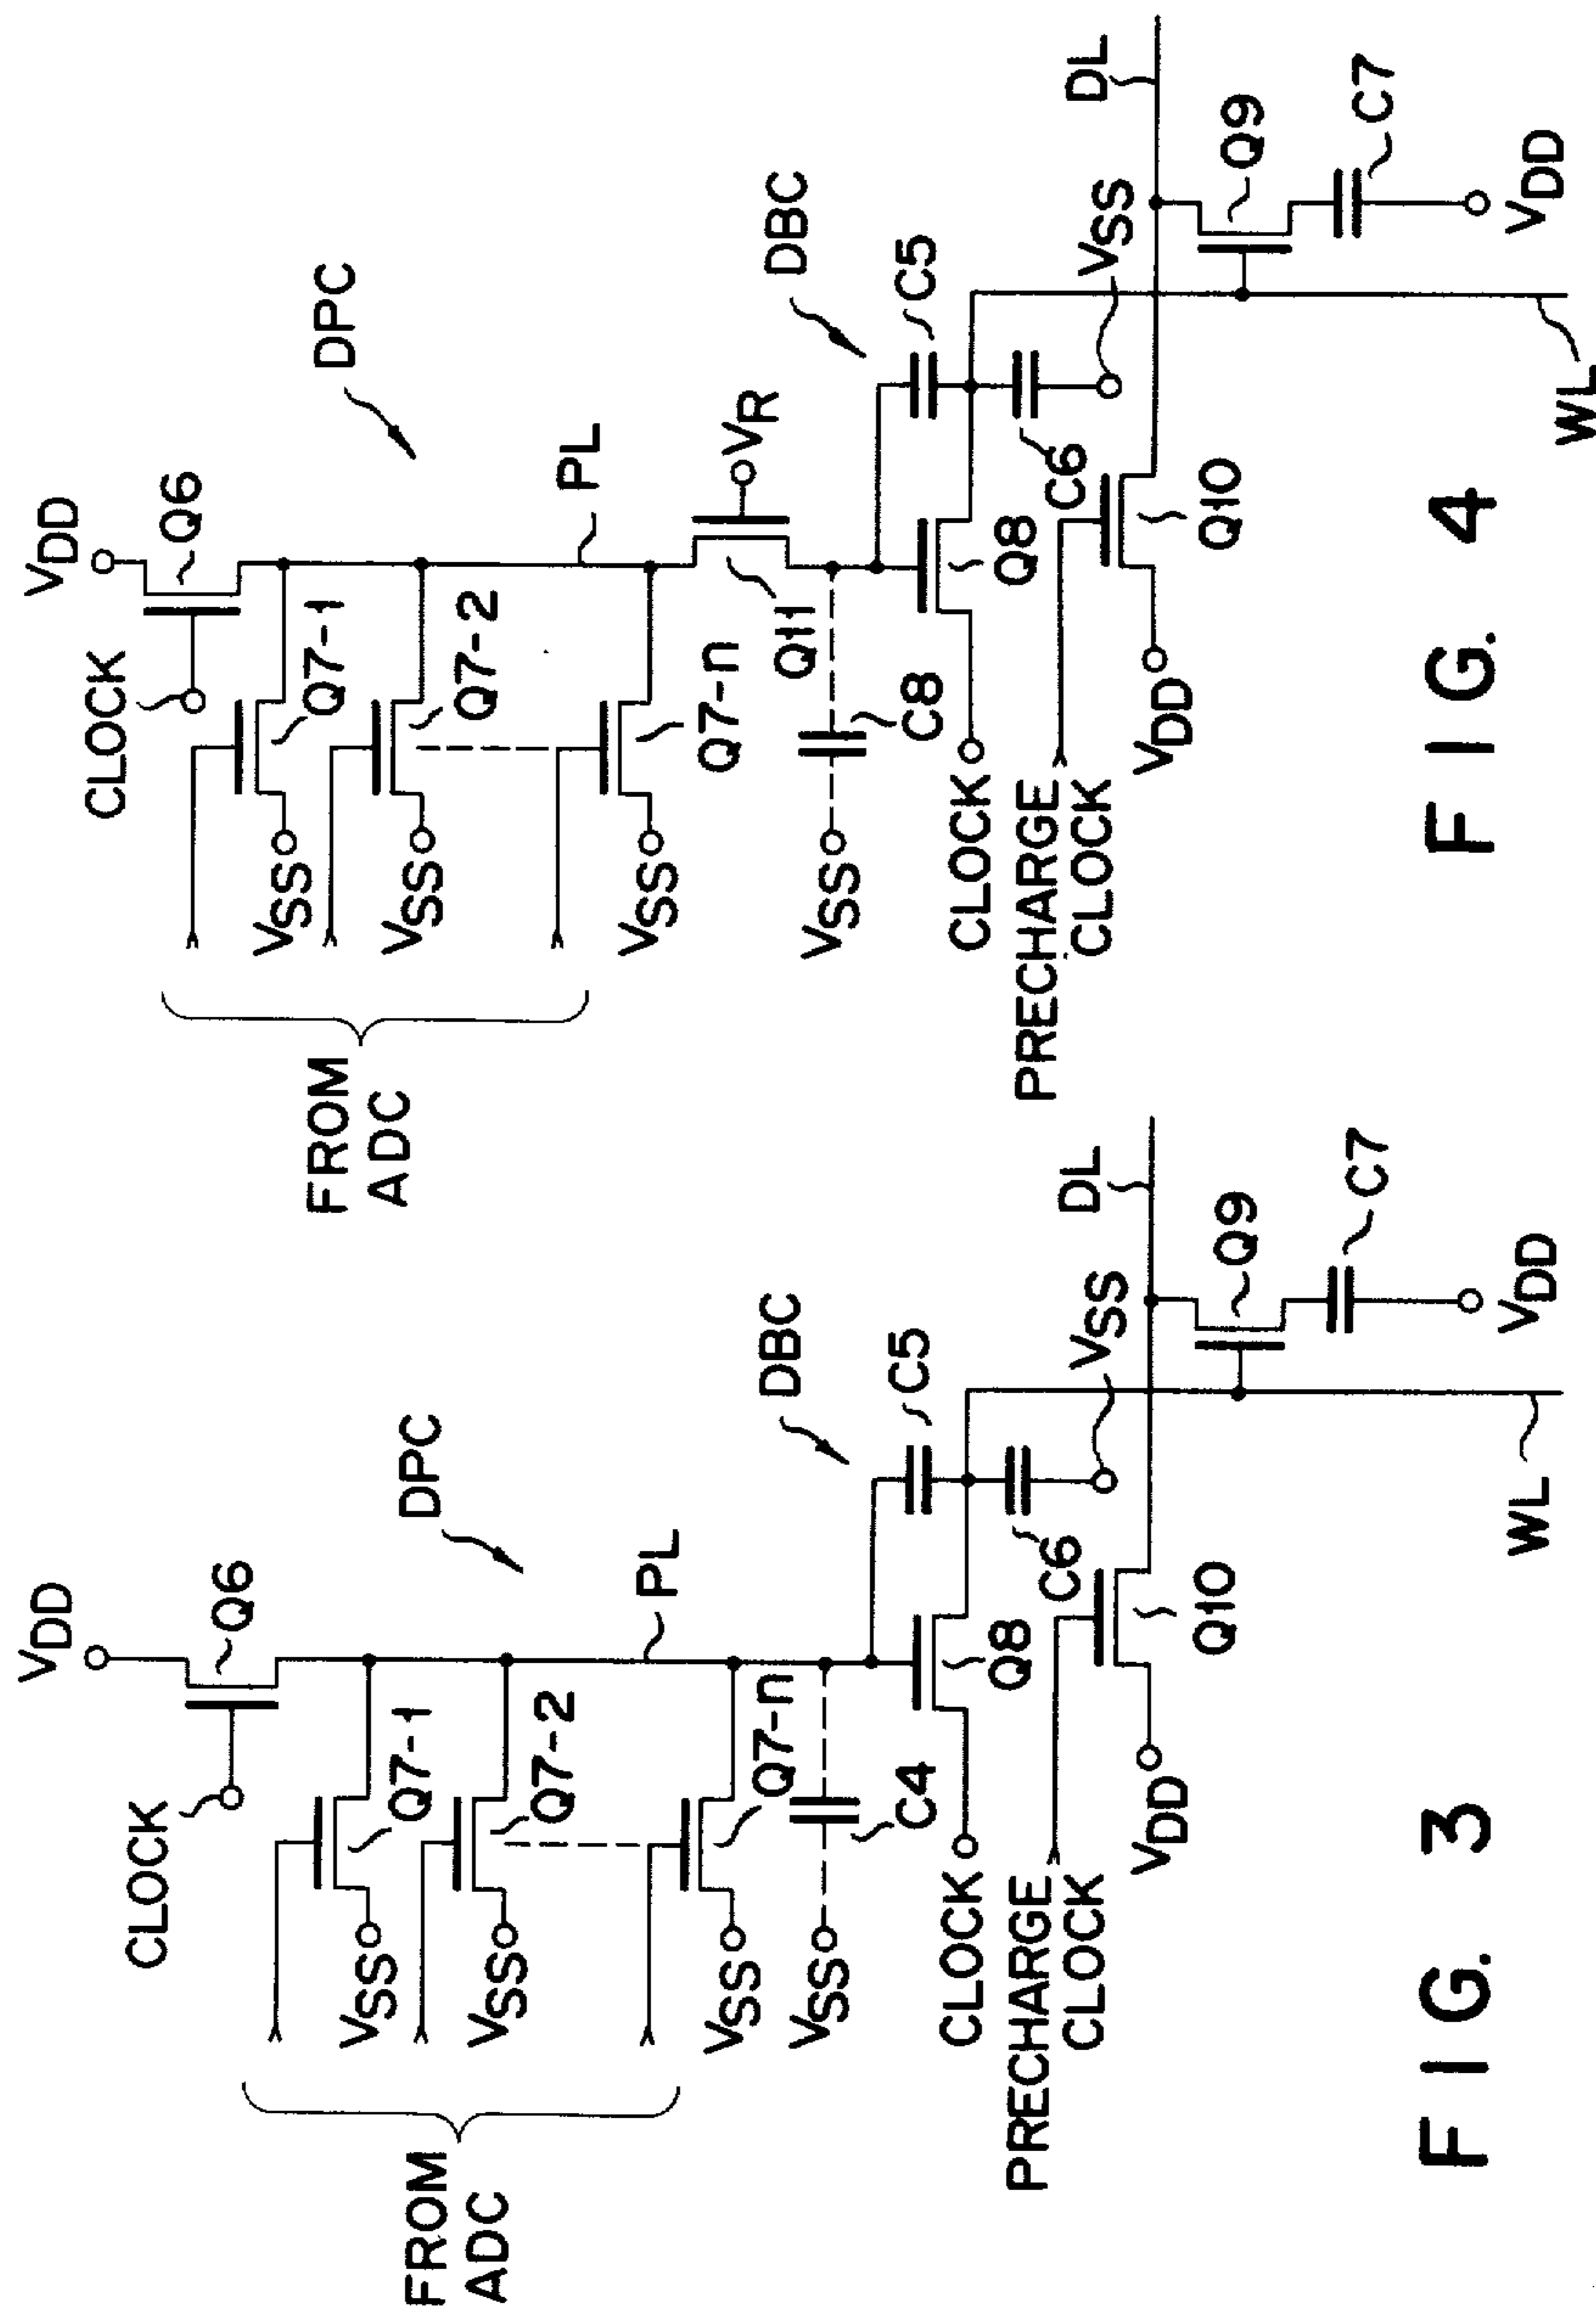 FIG. 3
VDD
Q6
CLOCK
DPC
Q7-1
VSS
Q7-2
VSS
PL
Q7-n
VSS
FROM
ADC
C4
VSS
DBC
C5
Q8
CLOCK
C6
VSS
PRECHARGE
CLOCK
Q10
VDD
DL
Q9
C7
VDD
WL
FIG. 4
VDD
Q6
CLOCK
DPC
Q7-1
VSS
Q7-2
VSS
PL
Q7-n
VSS
FROM
ADC
VR
Q11
C8
VSS
DBC
C5
Q8
CLOCK
C6
VSS
PRECHARGE
CLOCK
Q10
VDD
DL
Q9
C7
VDD
WL